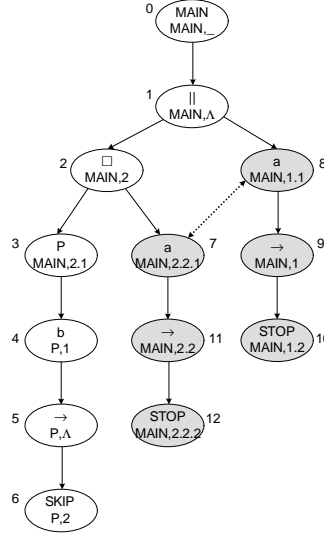 0
MAIN
MAIN,_
1
||
MAIN,Λ
2
□
MAIN,2
a
MAIN,1.1
8
3
P
MAIN,2.1
a
MAIN,2.2.1
7
→
MAIN,1
9
4
b
P,1
→
MAIN,2.2
11
STOP
MAIN,1.2
10
5
→
P,Λ
STOP
MAIN,2.2.2
12
6
SKIP
P,2